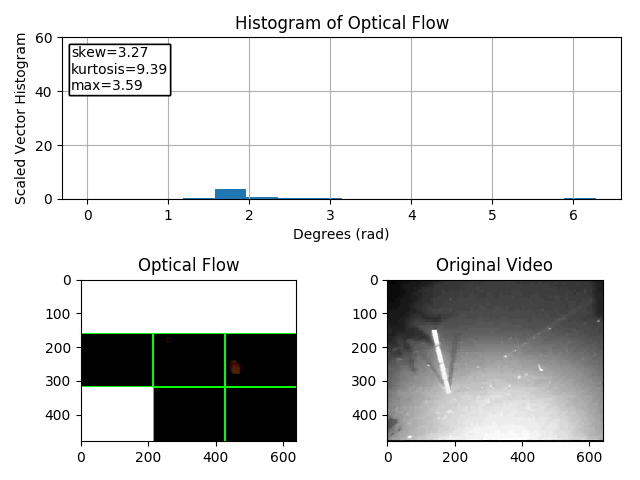 Histogram of Optical Flow
Scaled Vector Histogram
60
40
20
0
skew=3.27
kurtosis=9.39
max=3.59
0 1 2 3 4 5 6
Degrees (rad)
Optical Flow
0
100
200
300
400
0 200 400 600
Original Video
0
100
200
300
400
0 200 400 600